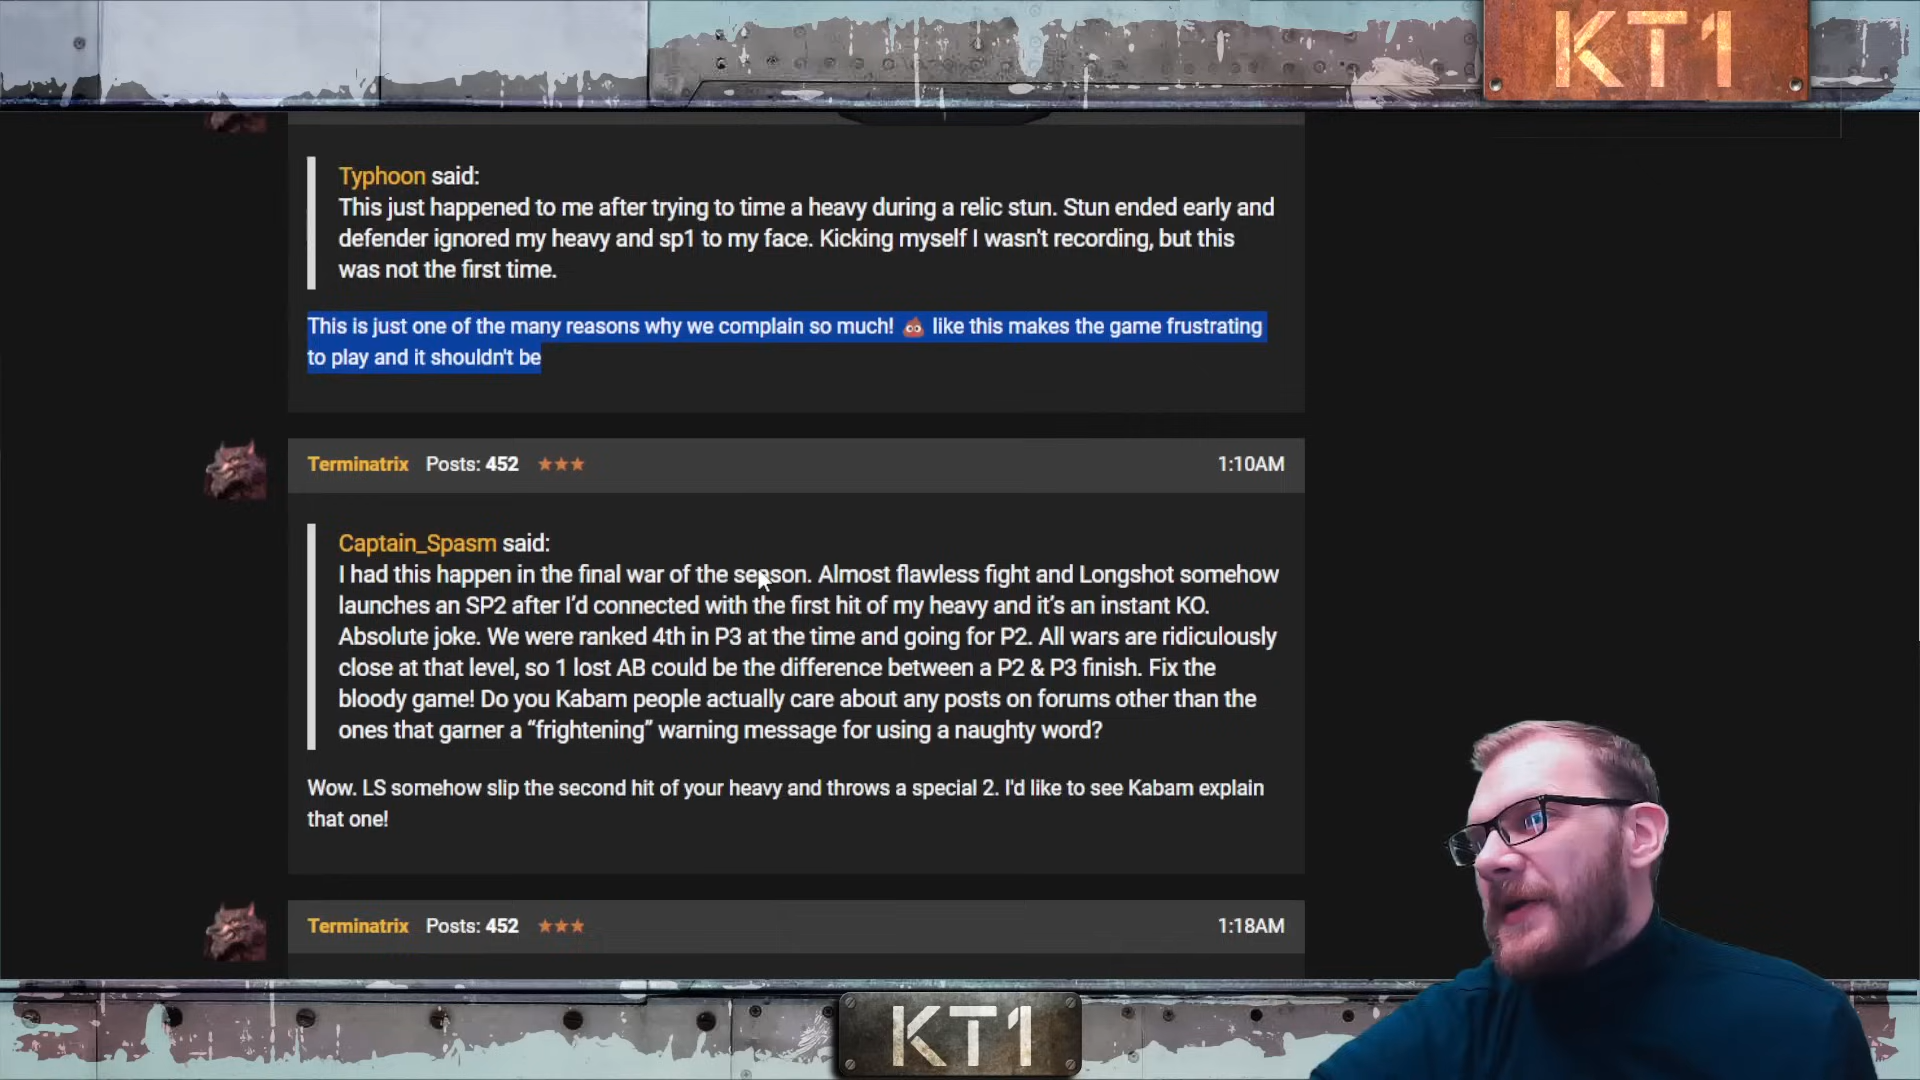 KT1
Typhoon said:
This just happened to me after trying to time a heavy during a relic stun. Stun ended early and
defender ignored my heavy and sp1 to my face. Kicking myself I wasn't recording, but this
was not the first time.
This is just one of the many reasons why we complain so much! 💩 like this makes the game frustrating
to play and it shouldn't be
Terminatrix Posts: 452 ★★★ 1:10AM
Captain_Spasm said:
I had this happen in the final war of the season. Almost flawless fight and Longshot somehow
launches an SP2 after I’d connected with the first hit of my heavy and it’s an instant KO.
Absolute joke. We were ranked 4th in P3 at the time and going for P2. All wars are ridiculously
close at that level, so 1 lost AB could be the difference between a P2 & P3 finish. Fix the
bloody game! Do you Kabam people actually care about any posts on forums other than the
ones that garner a “frightening” warning message for using a naughty word?
Wow. LS somehow slip the second hit of your heavy and throws a special 2. I'd like to see Kabam explain
that one!
Terminatrix Posts: 452 ★★★ 1:18AM
KT1